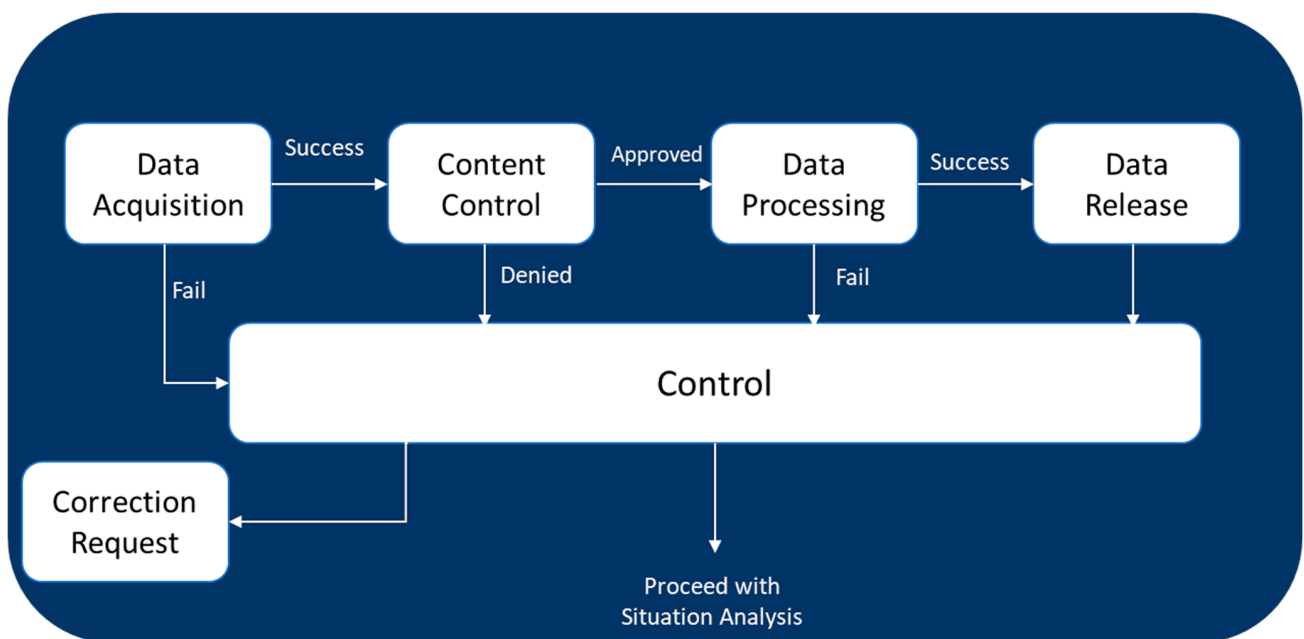 Data
Acquisition
Success
Content
Control
Approved
Data
Processing
Success
Data
Release
Fail
Denied
Fail
Control
Correction
Request
Proceed with
Situation Analysis